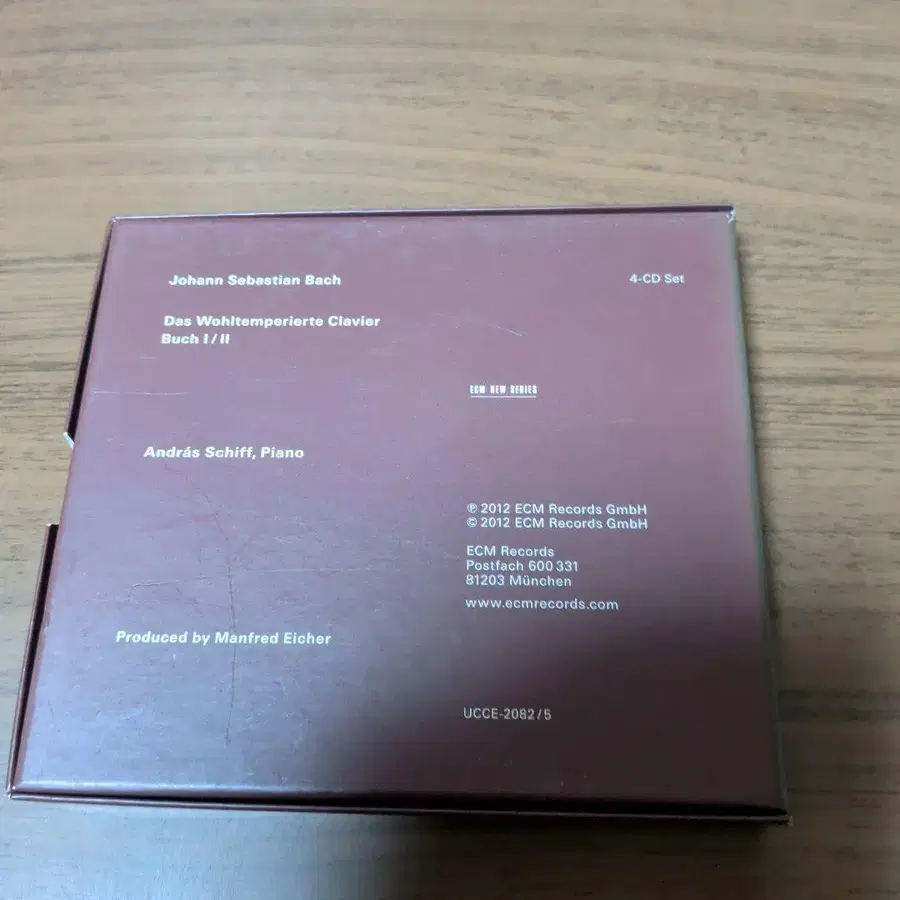 Johann Sebastian Bach
4-CD Set
Das Wohltemperierte Clavier
Buch I / II
ECM NEW SERIES
András Schiff, Piano
℗ 2012 ECM Records GmbH
© 2012 ECM Records GmbH
ECM Records
Postfach 600 331
81203 München
www.ecmrecords.com
Produced by Manfred Eicher
UCCE-2082/5